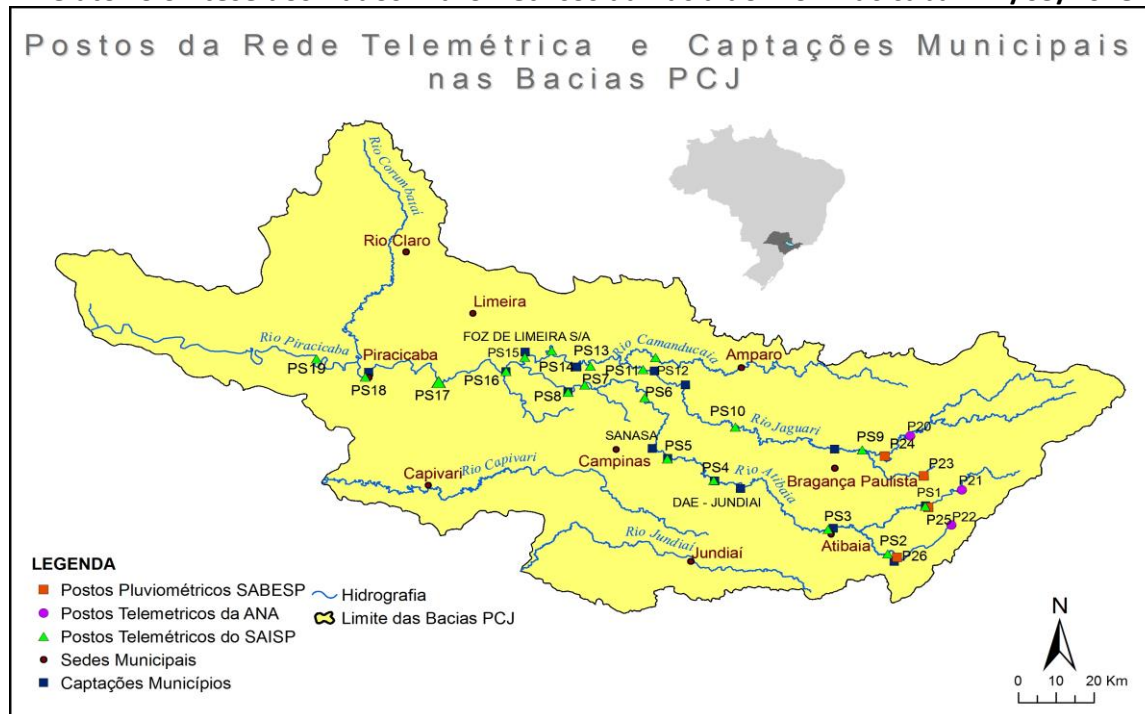 Postos da Rede Telemétrica e Captações Municipais
nas Bacias PCJ
Rio Corumbatai
Rio Claro
Limeira
FOZ DE LIMEIRA S/A
Rio Piracicaba
Piracicaba
PS19
PS18
PS17
PS16
PS15
PS14
PS13
Rio Camanducaia
Amparo
PS11
PS12
PS7
PS8
PS6
PS10
Rio Jaguari
P20
PS9
P24
SANASA
PS5
Campinas
Rio Capivari
Capivari
PS4
Rio Atibaia
DAE - JUNDIAI
Bragança Paulista
P23
PS1
P21
P25
P22
PS3
Atibaia
PS2
P26
Rio Jundiaí
Jundiaí
LEGENDA
Postos Pluviométricos SABESP
Hidrografia
Postos Telemetricos da ANA
Limite das Bacias PCJ
Postos Telemétricos do SAISP
Sedes Municipais
Captações Municípios
N
0 10 20 Km